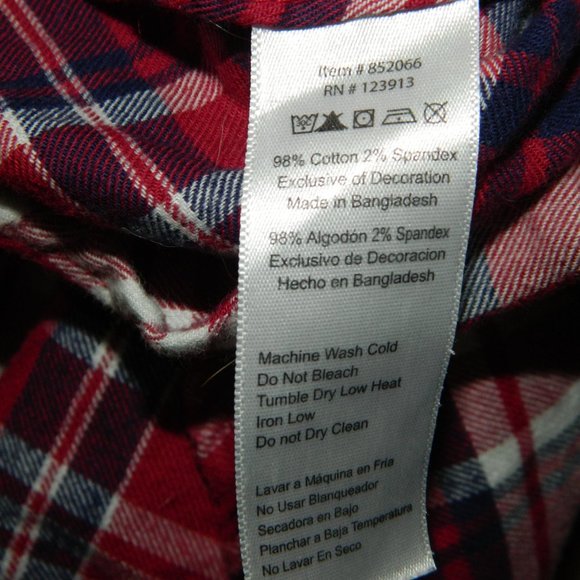 Item # 852066
RN # 123913
98% Cotton 2% Spandex
Exclusive of Decoration
Made in Bangladesh
98% Algodón 2% Spandex
Exclusivo de Decoracion
Hecho en Bangladesh
Machine Wash Cold
Do Not Bleach
Tumble Dry Low Heat
Iron Low
Do not Dry Clean
Lavar a Máquina en Fria
No Usar Blanqueador
Secadora en Bajo
Planchar a Baja Temperatura
No Lavar En Seco